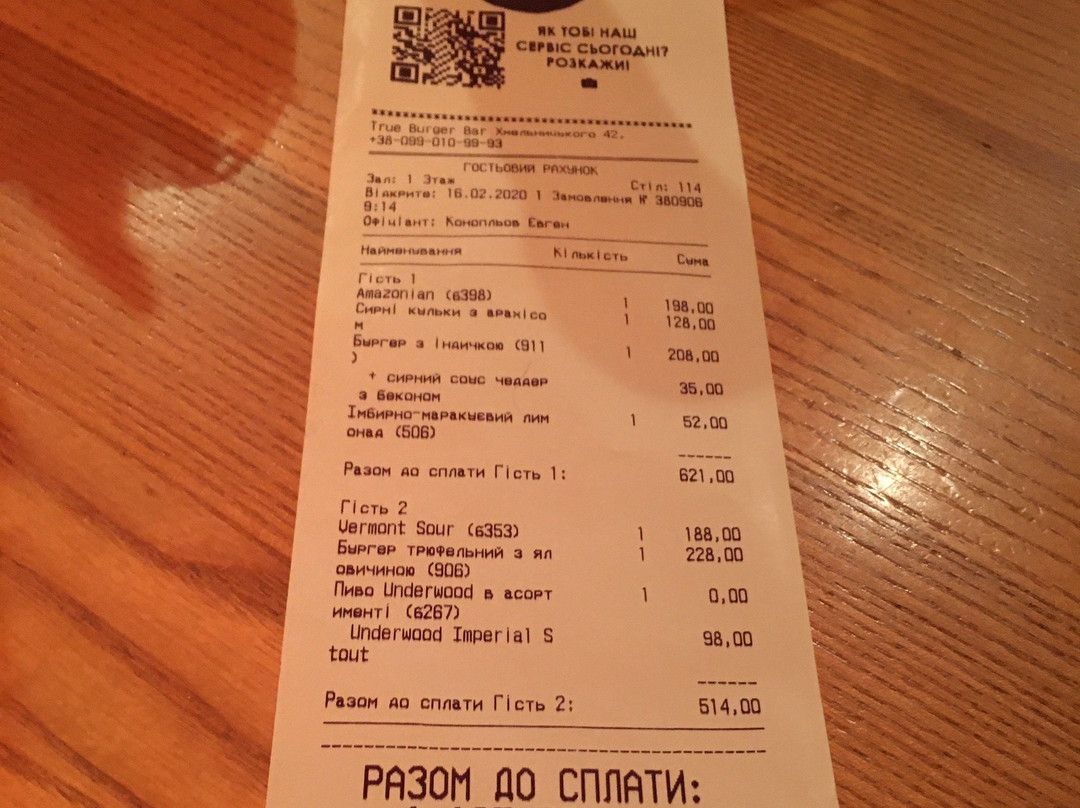 ЯК ТОБІ НАШ
СЕРВІС СЬОГОДНІ?
РОЗКАЖИ!
True Burger Bar Хмельницького 42,
+38-099-010-99-93
ГОСТЬОВИЙ РАХУНОК
Зал: 1 Этаж Стіл: 114
Відкрито: 16.02.2020 1 Замовлення № 380906
9:14
Офіціант: Конопльов Євген
Найменування Кількість Сума
Гість 1
Amazonian (в398) 1 198,00
Сирні кульки з арахісо 1 128,00
м
Бургер з індичкою (911 1 208,00
)
+ сирний соус чеддер 35,00
з беконом
Імбирно-маракуєвий лим 1 52,00
онад (506)
------
Разом до сплати Гість 1: 621,00
Гість 2
Vermont Sour (в353) 1 188,00
Бургер трюфельний з ял 1 228,00
овичиною (906)
Пиво Underwood в асорт 1 0,00
именті (в267)
Underwood Imperial S 98,00
tout
------
Разом до сплати Гість 2: 514,00
РАЗОМ ДО СПЛАТИ: